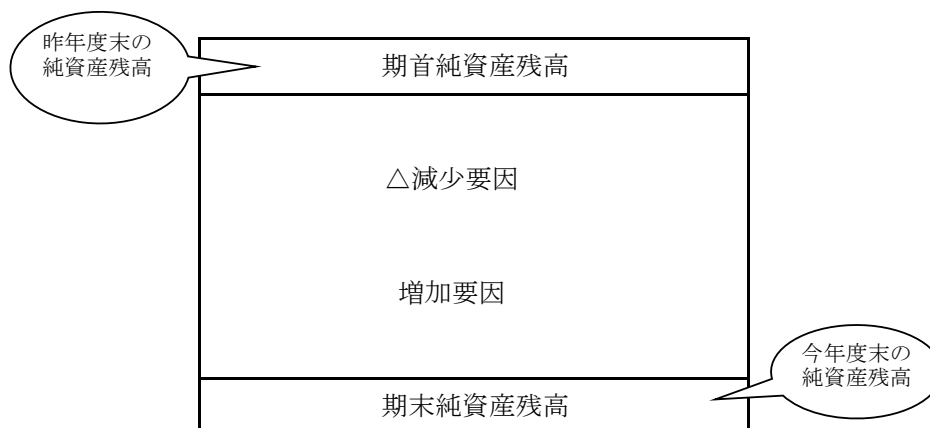 昨年度末の
純資産残高
期首純資産残高
△減少要因
増加要因
今年度末の
純資産残高
期末純資産残高